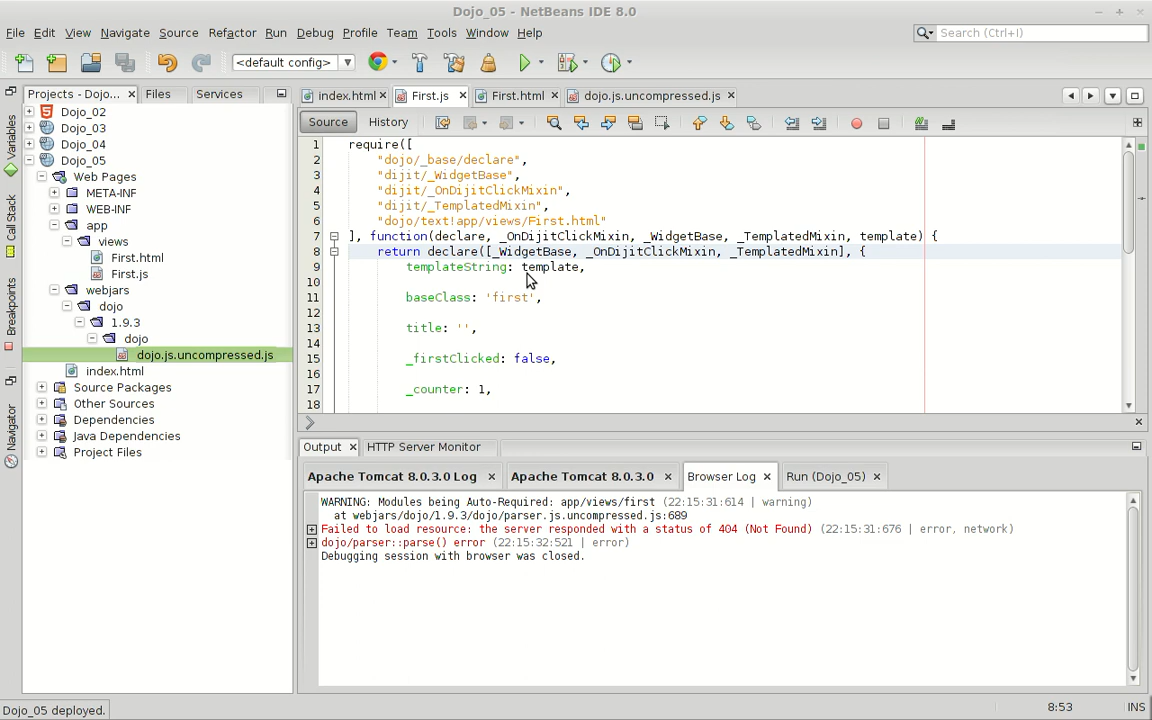 Dojo_05 - NetBeans IDE 8.0
File Edit View Navigate Source Refactor Run Debug Profile Team Tools Window Help
Search (Ctrl+I)
<default config>
Projects - Dojo... Files Services
index.html First.js First.html dojo.js.uncompressed.js
Source History
Variables
Call Stack
Breakpoints
Navigator
Dojo_02
Dojo_03
Dojo_04
Dojo_05
Web Pages
META-INF
WEB-INF
app
views
First.html
First.js
webjars
dojo
1.9.3
dojo
dojo.js.uncompressed.js
index.html
Source Packages
Other Sources
Dependencies
Java Dependencies
Project Files
1 require([
2 "dojo/_base/declare",
3 "dijit/_WidgetBase",
4 "dijit/_OnDijitClickMixin",
5 "dijit/_TemplatedMixin",
6 "dojo/text!app/views/First.html"
7 ], function(declare, _OnDijitClickMixin, _WidgetBase, _TemplatedMixin, template) {
8 return declare([_WidgetBase, _OnDijitClickMixin, _TemplatedMixin], {
9 templateString: template,
10
11 baseClass: 'first',
12
13 title: '',
14
15 _firstClicked: false,
16
17 _counter: 1,
18
Output HTTP Server Monitor
Apache Tomcat 8.0.3.0 Log Apache Tomcat 8.0.3.0 Browser Log Run (Dojo_05)
WARNING: Modules being Auto-Required: app/views/first (22:15:31:614 | warning)
at webjars/dojo/1.9.3/dojo/parser.js.uncompressed.js:689
Failed to load resource: the server responded with a status of 404 (Not Found) (22:15:31:676 | error, network)
dojo/parser::parse() error (22:15:32:521 | error)
Debugging session with browser was closed.
Dojo_05 deployed.
8:53 INS